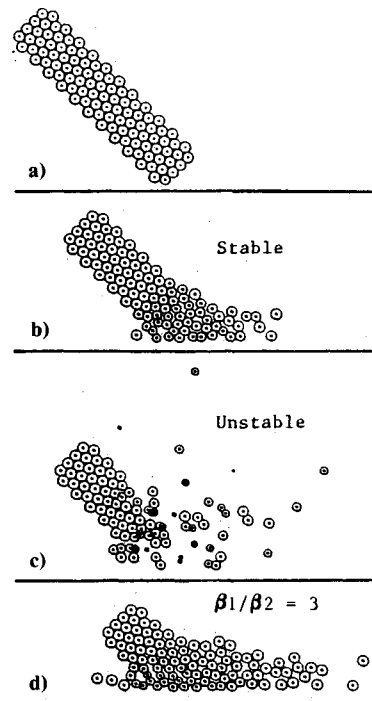 a)
Stable
b)
Unstable
c)
β1/β2 = 3
d)